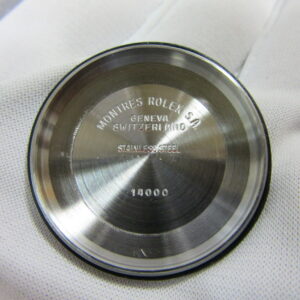 MONTRES ROLEX S.A
GENEVA
SWITZERLAND
STAINLESS STEEL
14000